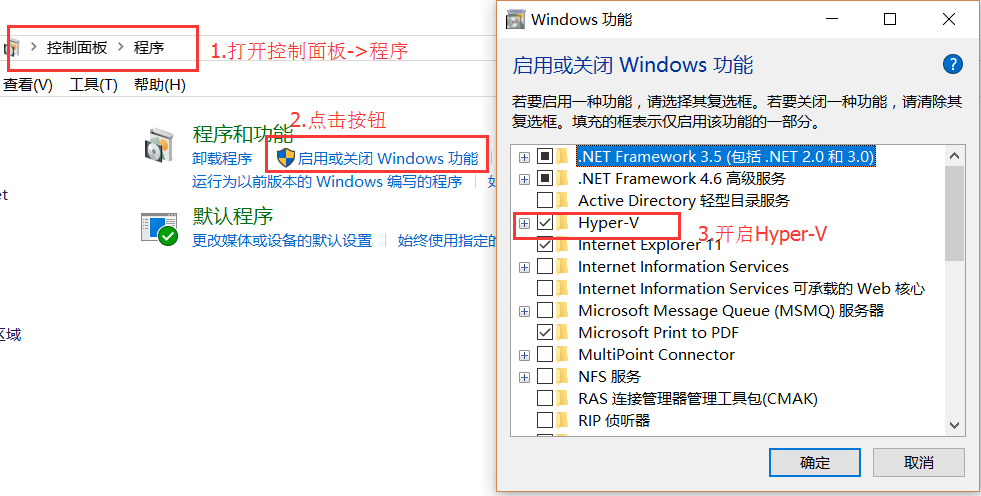 控制面板 > 程序
1.打开控制面板->程序
查看(V) 工具(T) 帮助(H)
2.点击按钮
程序和功能
卸载程序 启用或关闭 Windows 功能
运行为以前版本的 Windows 编写的程序
et
默认程序
更改媒体或设备的默认设置 始终使用指定的
区域
Windows 功能
启用或关闭 Windows 功能
?
若要启用一种功能，请选择其复选框。若要关闭一种功能，请清除其
复选框。填充的框表示仅启用该功能的一部分。
.NET Framework 3.5 (包括 .NET 2.0 和 3.0)
.NET Framework 4.6 高级服务
Active Directory 轻型目录服务
Hyper-V
3.开启Hyper-V
Internet Explorer 11
Internet Information Services
Internet Information Services 可承载的 Web 核心
Microsoft Message Queue (MSMQ) 服务器
Microsoft Print to PDF
MultiPoint Connector
NFS 服务
RAS 连接管理器管理工具包(CMAK)
RIP 侦听器
确定 取消